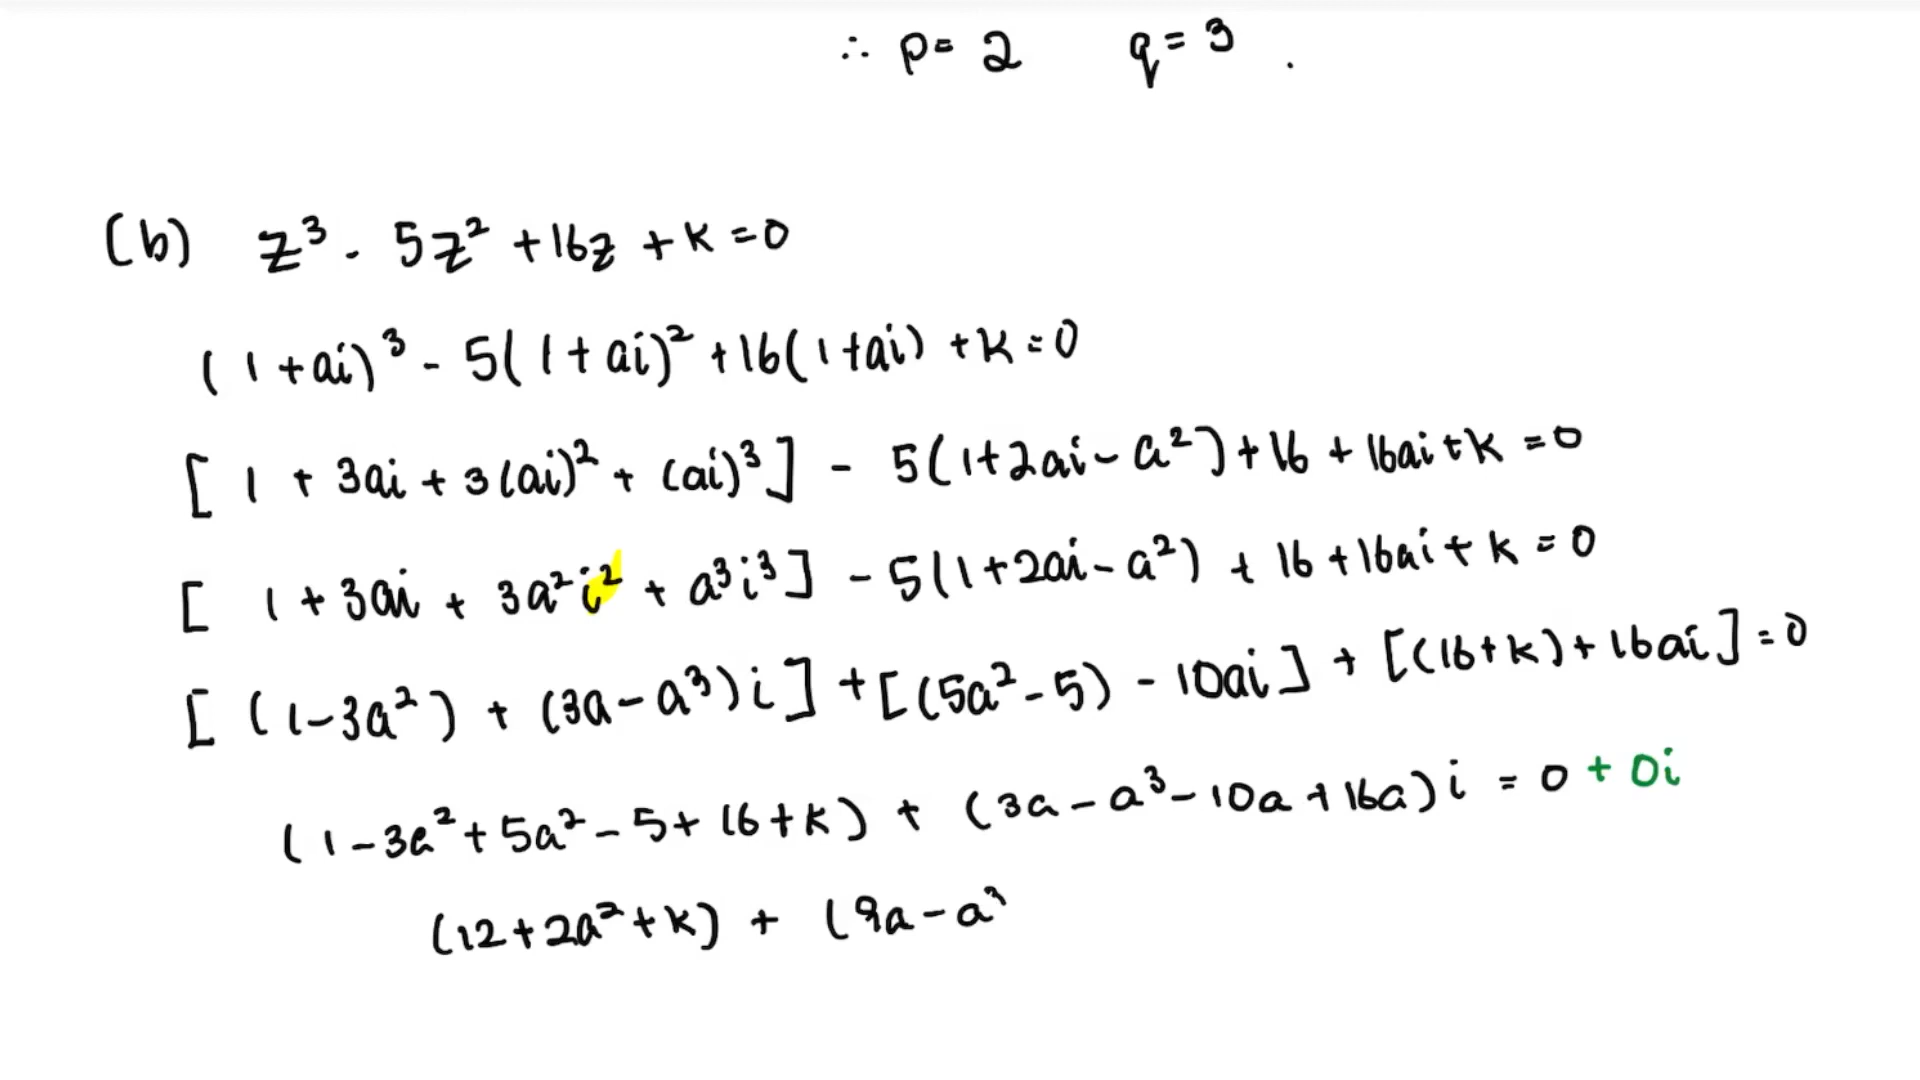 ∴ p = 2 q = 3 .
(b) z³ - 5z² + 16z + k = 0
(1 + ai)³ - 5(1 + ai)² + 16(1 + ai) + k = 0
[1 + 3ai + 3(ai)² + (ai)³] - 5(1 + 2ai - a²) + 16 + 16ai + k = 0
[1 + 3ai + 3a²i² + a³i³] - 5(1 + 2ai - a²) + 16 + 16ai + k = 0
[(1 - 3a²) + (3a - a³)i] + [(5a² - 5) - 10ai] + [(16 + k) + 16ai] = 0
(1 - 3a² + 5a² - 5 + 16 + k) + (3a - a³ - 10a + 16a)i = 0 + 0i
(12 + 2a² + k) + (9a - a³